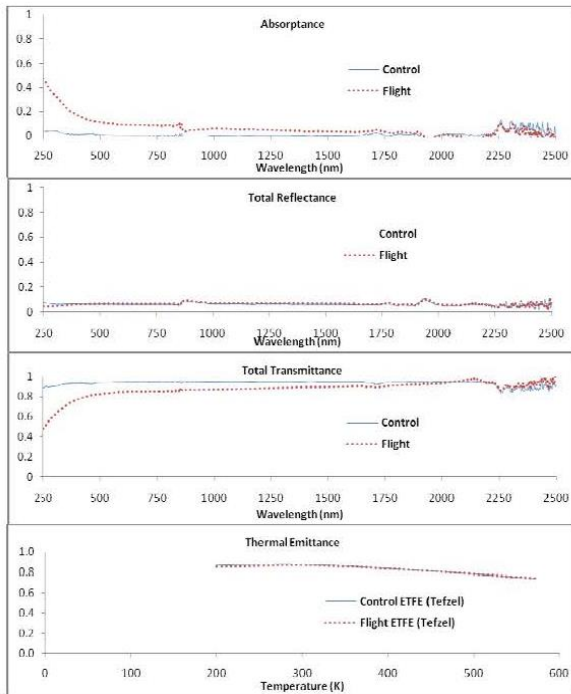 Absorptance
1
0.8
0.6
0.4
0.2
0
Control
Flight
250 500 750 1000 1250 1500 1750 2000 2250 2500
Wavelength (nm)
Total Reflectance
1
0.8
0.6
0.4
0.2
0
Control
Flight
250 500 750 1000 1250 1500 1750 2000 2250 2500
Wavelength (nm)
Total Transmittance
1
0.8
0.6
0.4
0.2
0
Control
Flight
250 500 750 1000 1250 1500 1750 2000 2250 2500
Wavelength (nm)
Thermal Emittance
1.0
0.8
0.6
0.4
0.2
0.0
Control ETFE (Tefzel)
Flight ETFE (Tefzel)
0 100 200 300 400 500 600
Temperature (K)